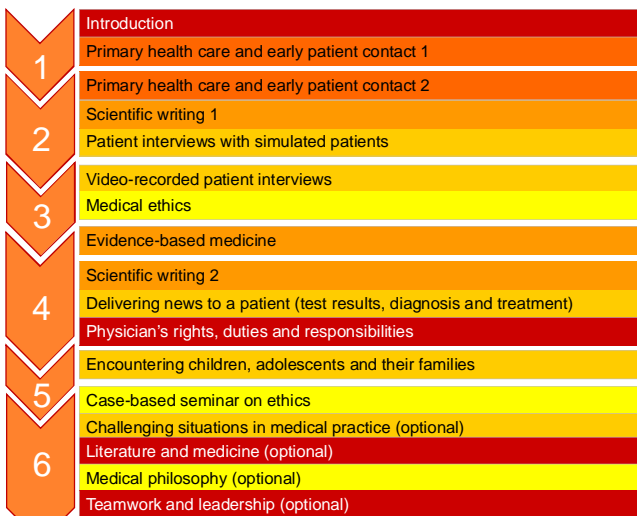 1
Introduction
Primary health care and early patient contact 1
2
Primary health care and early patient contact 2
Scientific writing 1
Patient interviews with simulated patients
3
Video-recorded patient interviews
Medical ethics
4
Evidence-based medicine
Scientific writing 2
Delivering news to a patient (test results, diagnosis and treatment)
Physician's rights, duties and responsibilities
5
Encountering children, adolescents and their families
6
Case-based seminar on ethics
Challenging situations in medical practice (optional)
Literature and medicine (optional)
Medical philosophy (optional)
Teamwork and leadership (optional)